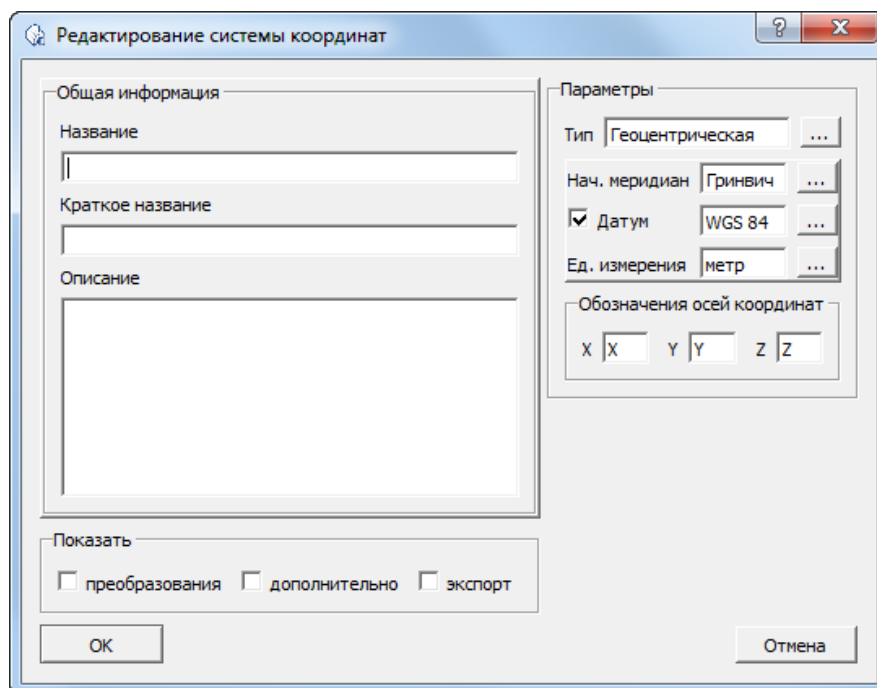 Редактирование системы координат
Общая информация
Название
Краткое название
Описание
Параметры
Тип Геоцентрическая ...
Нач. меридиан Гринвич ...
Датум WGS 84 ...
Ед. измерения метр ...
Обозначения осей координат
X X Y Y Z Z
Показать
преобразования дополнительно экспорт
OK Отмена